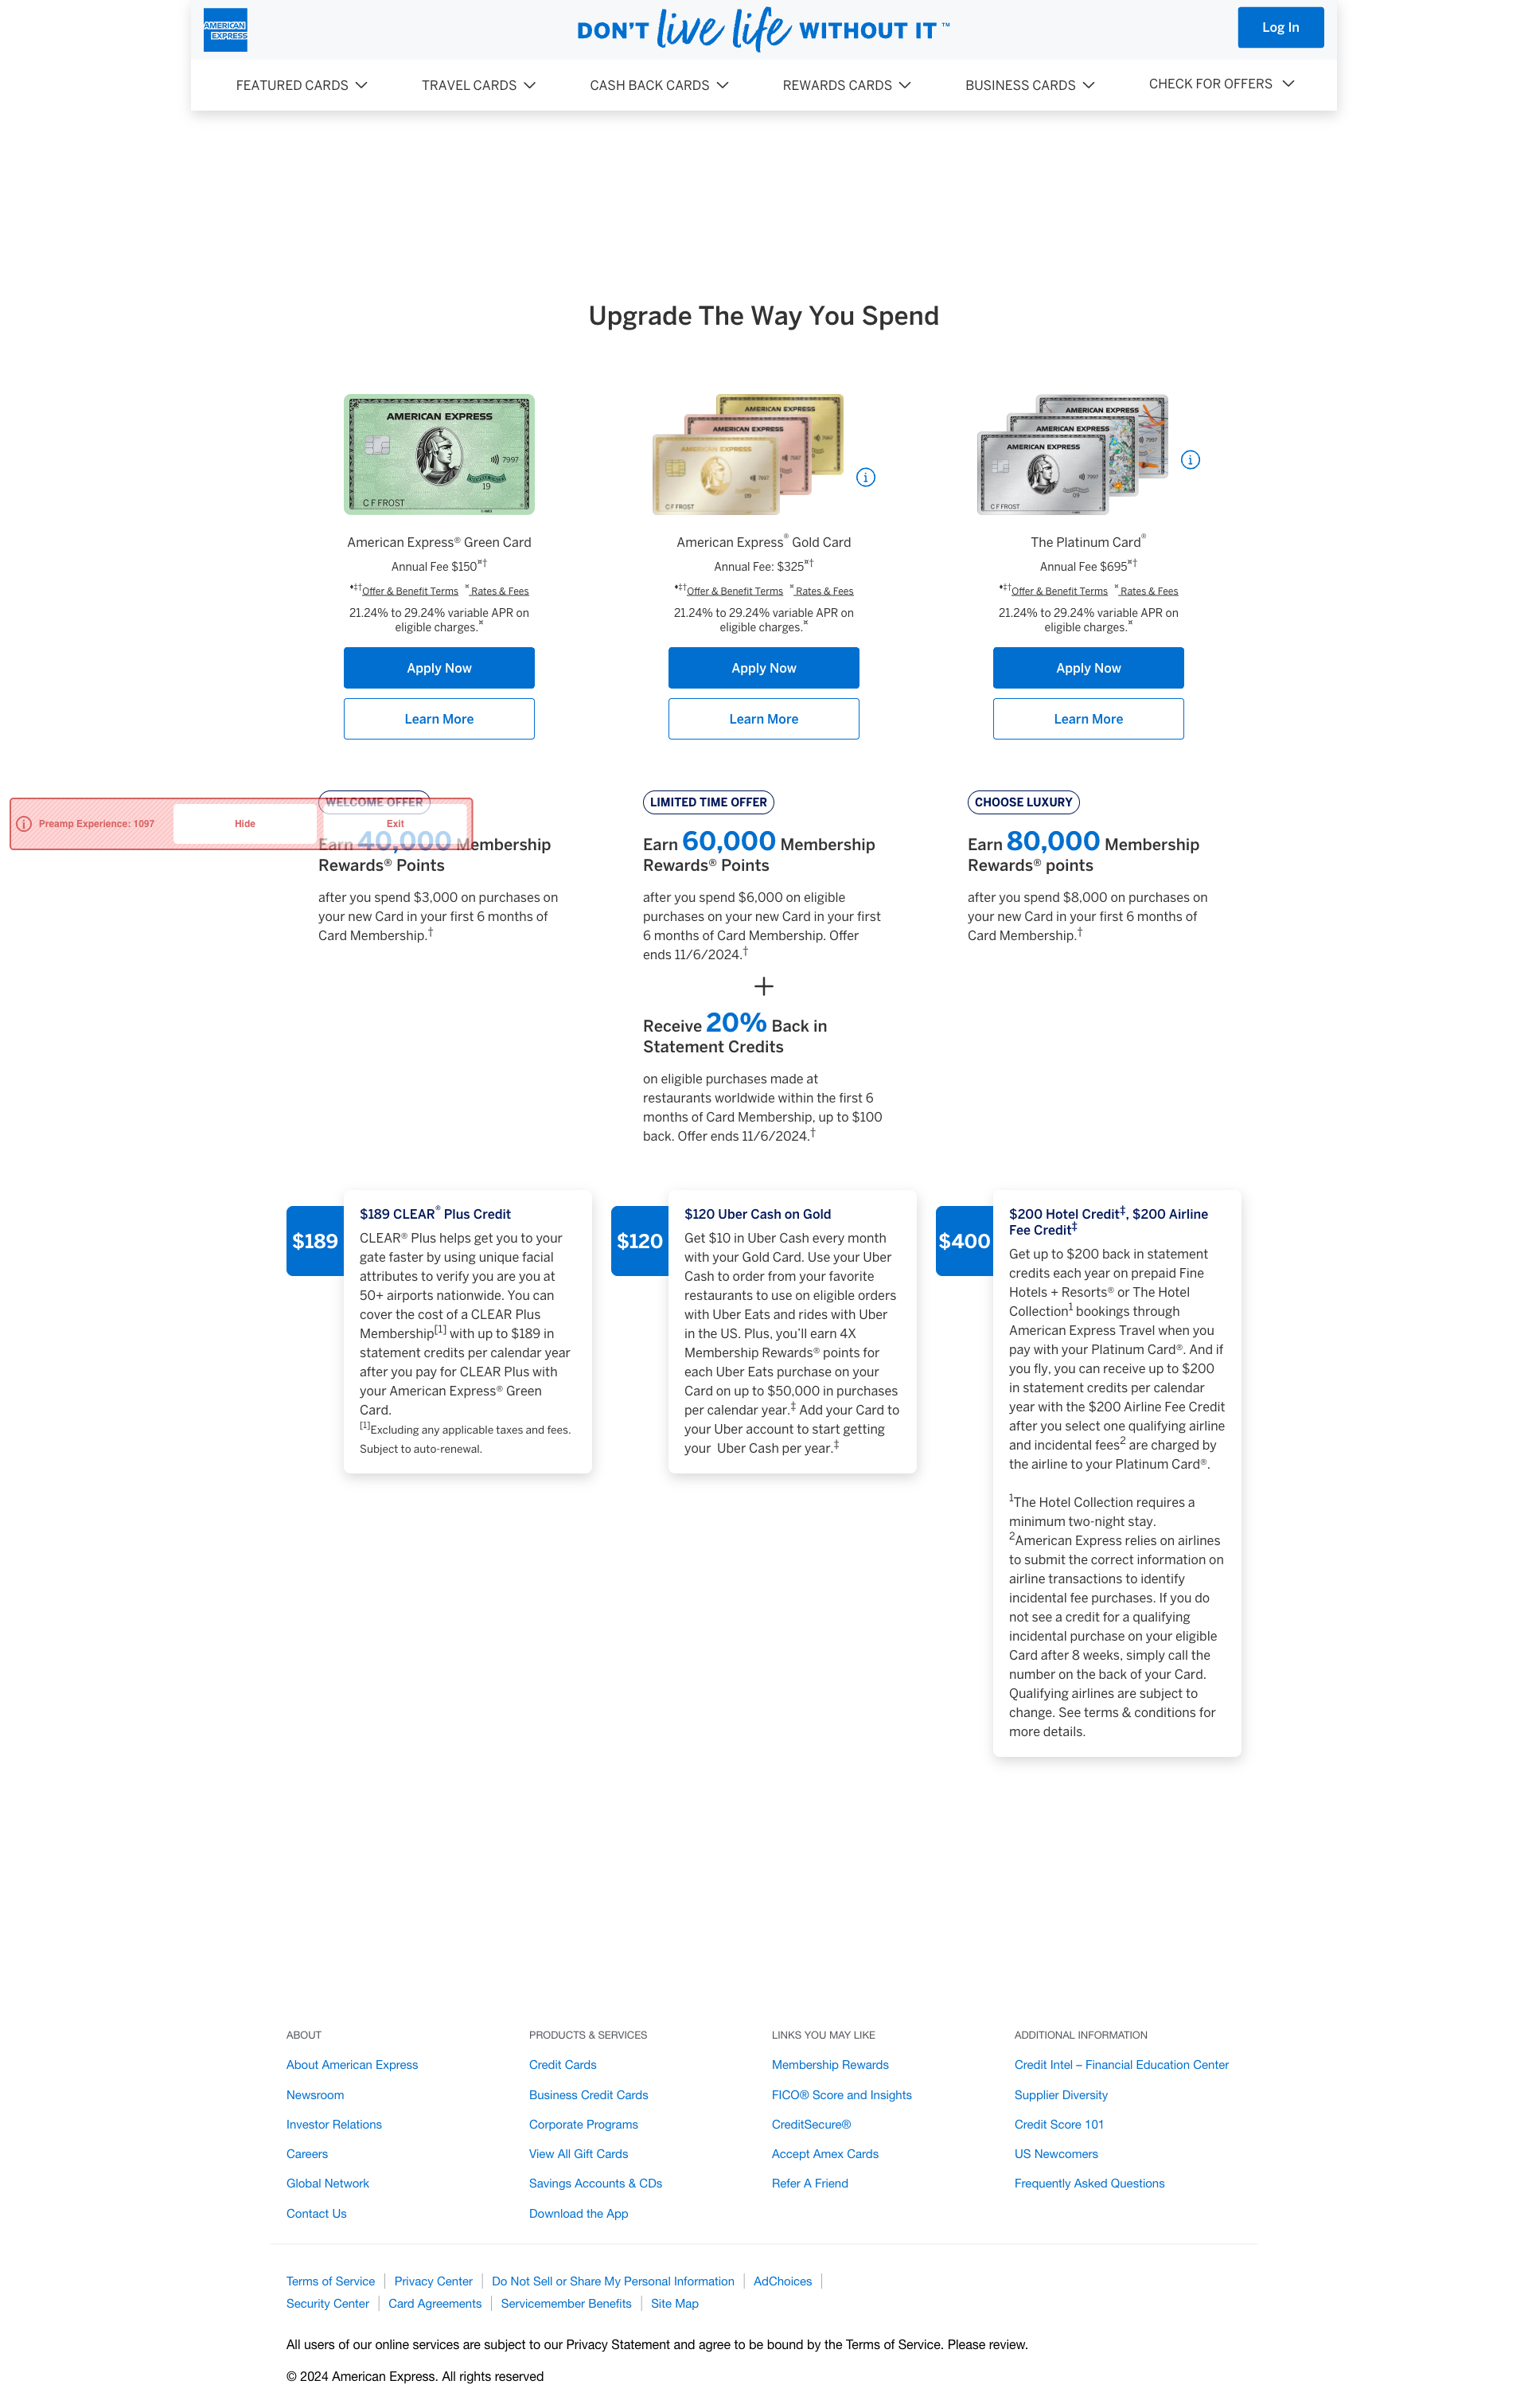 AMERICAN
EXPRESS
DON'T live life WITHOUT IT ™
Log In
FEATURED CARDS
TRAVEL CARDS
CASH BACK CARDS
REWARDS CARDS
BUSINESS CARDS
CHECK FOR OFFERS
Upgrade The Way You Spend
AMERICAN EXPRESS
7997
19
C F FROST
American Express® Green Card
Annual Fee $150¤†
♦‡†Offer & Benefit Terms ¤ Rates & Fees
21.24% to 29.24% variable APR on
eligible charges.¤
Apply Now
Learn More
AMERICAN EXPRESS
AMERICAN EXPRESS
AMERICAN EXPRESS
7997
7997
7997
09
C F FROST
American Express® Gold Card
Annual Fee: $325¤†
♦‡†Offer & Benefit Terms ¤ Rates & Fees
21.24% to 29.24% variable APR on
eligible charges.¤
Apply Now
Learn More
AMERICAN EXPRESS
AMERICAN EXPRESS
AMERICAN EXPRESS
7997
7997
7997
09
C F FROST
The Platinum Card®
Annual Fee $695¤†
♦‡†Offer & Benefit Terms ¤ Rates & Fees
21.24% to 29.24% variable APR on
eligible charges.¤
Apply Now
Learn More
Preamp Experience: 1097
Hide
Exit
WELCOME OFFER
Earn 40,000 Membership
Rewards® Points
after you spend $3,000 on purchases on
your new Card in your first 6 months of
Card Membership.†
LIMITED TIME OFFER
Earn 60,000 Membership
Rewards® Points
after you spend $6,000 on eligible
purchases on your new Card in your first
6 months of Card Membership. Offer
ends 11/6/2024.†
+
Receive 20% Back in
Statement Credits
on eligible purchases made at
restaurants worldwide within the first 6
months of Card Membership, up to $100
back. Offer ends 11/6/2024.†
CHOOSE LUXURY
Earn 80,000 Membership
Rewards® points
after you spend $8,000 on purchases on
your new Card in your first 6 months of
Card Membership.†
$189
$189 CLEAR® Plus Credit
CLEAR® Plus helps get you to your
gate faster by using unique facial
attributes to verify you are you at
50+ airports nationwide. You can
cover the cost of a CLEAR Plus
Membership[1] with up to $189 in
statement credits per calendar year
after you pay for CLEAR Plus with
your American Express® Green
Card.
[1]Excluding any applicable taxes and fees.
Subject to auto-renewal.
$120
$120 Uber Cash on Gold
Get $10 in Uber Cash every month
with your Gold Card. Use your Uber
Cash to order from your favorite
restaurants to use on eligible orders
with Uber Eats and rides with Uber
in the US. Plus, you'll earn 4X
Membership Rewards® points for
each Uber Eats purchase on your
Card on up to $50,000 in purchases
per calendar year.‡ Add your Card to
your Uber account to start getting
your Uber Cash per year.‡
$400
$200 Hotel Credit‡, $200 Airline
Fee Credit‡
Get up to $200 back in statement
credits each year on prepaid Fine
Hotels + Resorts® or The Hotel
Collection1 bookings through
American Express Travel when you
pay with your Platinum Card®. And if
you fly, you can receive up to $200
in statement credits per calendar
year with the $200 Airline Fee Credit
after you select one qualifying airline
and incidental fees2 are charged by
the airline to your Platinum Card®.
1The Hotel Collection requires a
minimum two-night stay.
2American Express relies on airlines
to submit the correct information on
airline transactions to identify
incidental fee purchases. If you do
not see a credit for a qualifying
incidental purchase on your eligible
Card after 8 weeks, simply call the
number on the back of your Card.
Qualifying airlines are subject to
change. See terms & conditions for
more details.
ABOUT
About American Express
Newsroom
Investor Relations
Careers
Global Network
Contact Us
PRODUCTS & SERVICES
Credit Cards
Business Credit Cards
Corporate Programs
View All Gift Cards
Savings Accounts & CDs
Download the App
LINKS YOU MAY LIKE
Membership Rewards
FICO® Score and Insights
CreditSecure®
Accept Amex Cards
Refer A Friend
ADDITIONAL INFORMATION
Credit Intel – Financial Education Center
Supplier Diversity
Credit Score 101
US Newcomers
Frequently Asked Questions
Terms of Service | Privacy Center | Do Not Sell or Share My Personal Information | AdChoices |
Security Center | Card Agreements | Servicemember Benefits | Site Map
All users of our online services are subject to our Privacy Statement and agree to be bound by the Terms of Service. Please review.
© 2024 American Express. All rights reserved